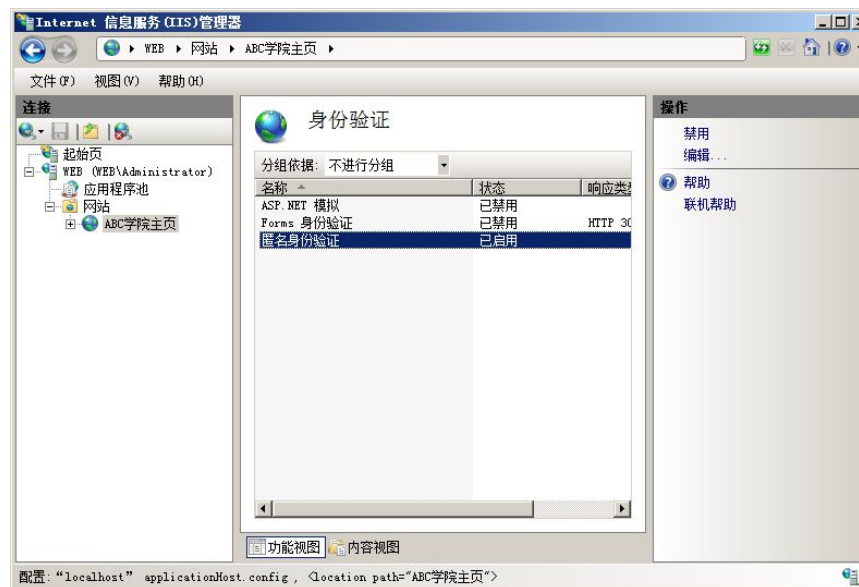 Internet 信息服务(IIS)管理器
WEB 网站 ABC学院主页
文件(F) 视图(V) 帮助(H)
连接
起始页
WEB (WEB\Administrator)
应用程序池
网站
ABC学院主页
身份验证
分组依据: 不进行分组
名称 状态 响应类型
ASP.NET 模拟 已禁用
Forms 身份验证 已禁用 HTTP 30
匿名身份验证 已启用
功能视图 内容视图
操作
禁用
编辑...
帮助
联机帮助
配置: “localhost” applicationHost.config , <location path="ABC学院主页">